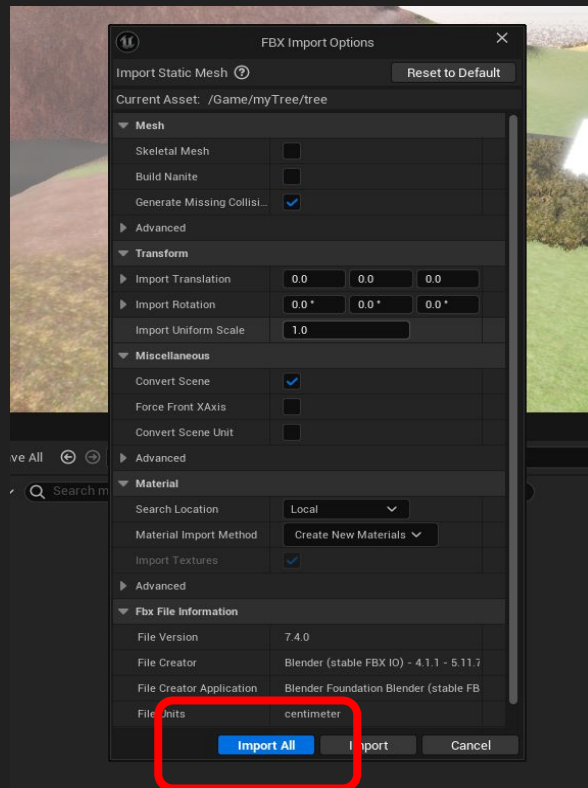 FBX Import Options
Import Static Mesh ? Reset to Default
Current Asset: /Game/myTree/tree
Mesh
Skeletal Mesh
Build Nanite
Generate Missing Collisi...
Advanced
Transform
Import Translation 0.0 0.0 0.0
Import Rotation 0.0 ° 0.0 ° 0.0 °
Import Uniform Scale 1.0
Miscellaneous
Convert Scene
Force Front XAxis
Convert Scene Unit
ve All
Advanced
Search m
Material
Search Location Local
Material Import Method Create New Materials
Import Textures
Advanced
Fbx File Information
File Version 7.4.0
File Creator Blender (stable FBX IO) - 4.1.1 - 5.11.7
File Creator Application Blender Foundation Blender (stable FB
File Units centimeter
Import All Import Cancel